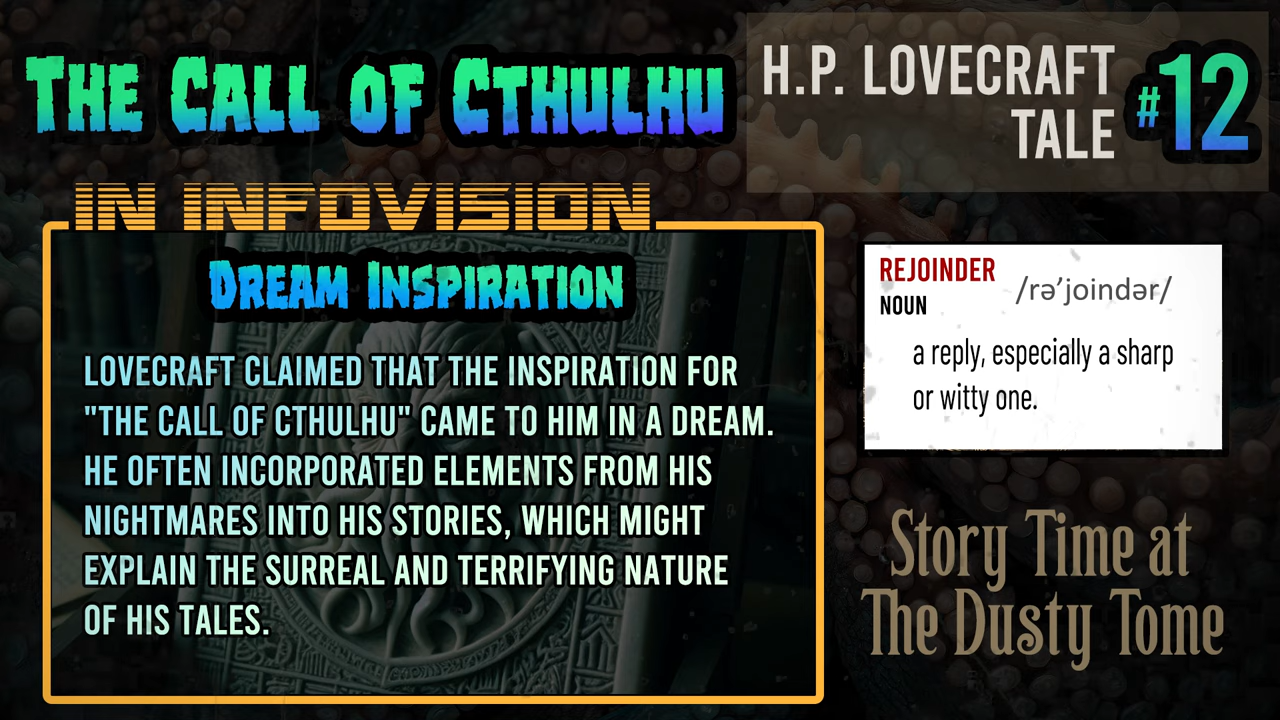 The Call of Cthulhu
H.P. LOVECRAFT
TALE
#12
IN INFOVISION
Dream Inspiration
LOVECRAFT CLAIMED THAT THE INSPIRATION FOR
"THE CALL OF CTHULHU" CAME TO HIM IN A DREAM.
HE OFTEN INCORPORATED ELEMENTS FROM HIS
NIGHTMARES INTO HIS STORIES, WHICH MIGHT
EXPLAIN THE SURREAL AND TERRIFYING NATURE
OF HIS TALES.
REJOINDER
/rə’joindər/
NOUN
a reply, especially a sharp
or witty one.
Story Time at
The Dusty Tome